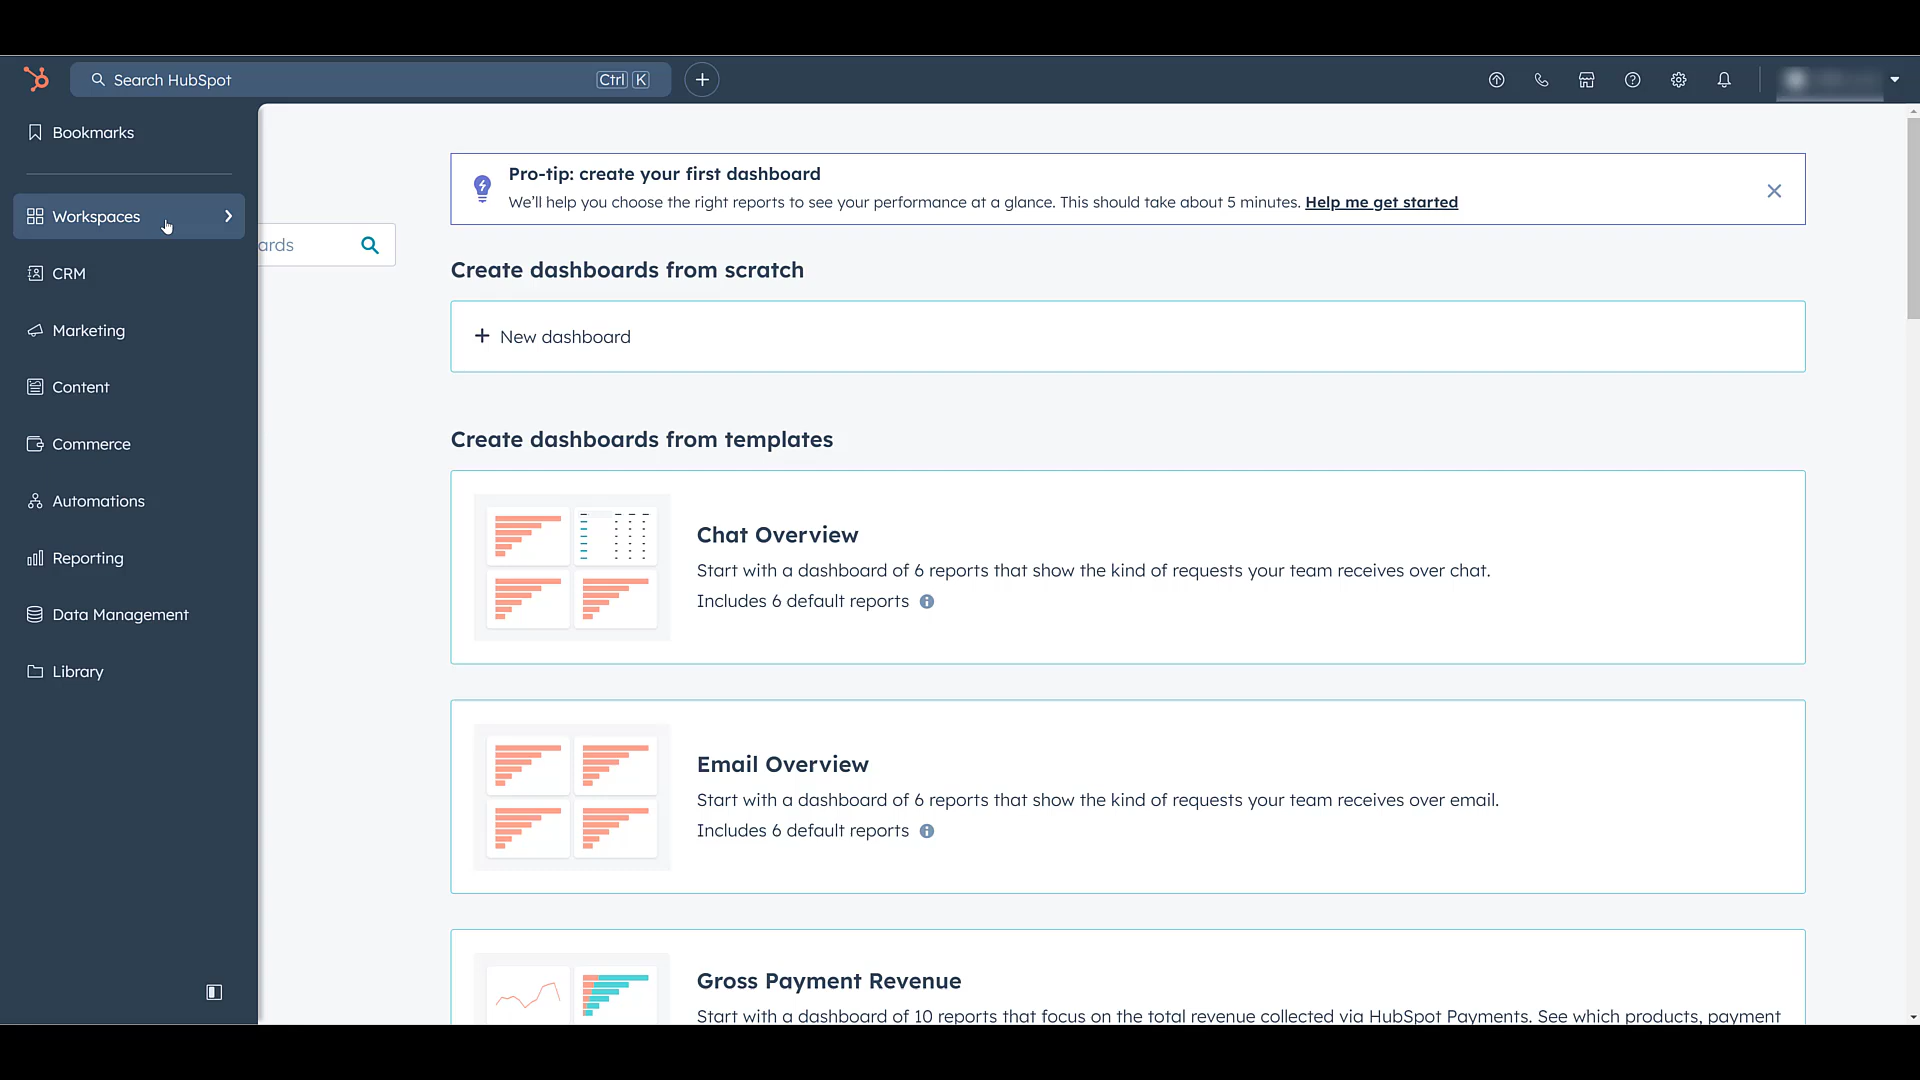 Search HubSpot Ctrl K
Bookmarks
Workspaces
CRM
Marketing
Content
Commerce
Automations
Reporting
Data Management
Library
ards
Pro-tip: create your first dashboard
We'll help you choose the right reports to see your performance at a glance. This should take about 5 minutes. Help me get started
Create dashboards from scratch
+ New dashboard
Create dashboards from templates
Chat Overview
Start with a dashboard of 6 reports that show the kind of requests your team receives over chat.
Includes 6 default reports
Email Overview
Start with a dashboard of 6 reports that show the kind of requests your team receives over email.
Includes 6 default reports
Gross Payment Revenue
Start with a dashboard of 10 reports that focus on the total revenue collected via HubSpot Payments. See which products, payment